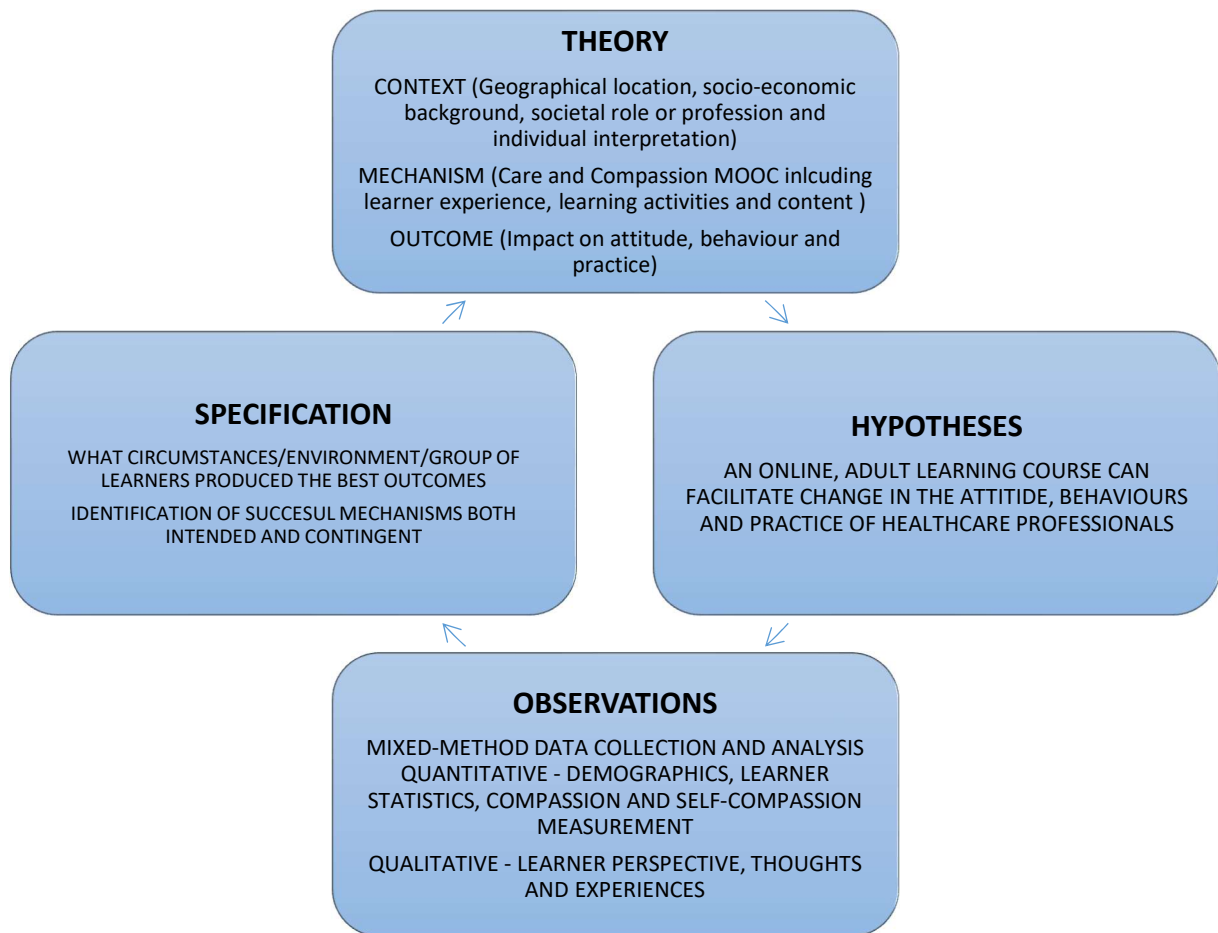 THEORY
CONTEXT (Geographical location, socio-economic
background, societal role or profession and
individual interpretation)
MECHANISM (Care and Compassion MOOC inlcuding
learner experience, learning activities and content )
OUTCOME (Impact on attitude, behaviour and
practice)
SPECIFICATION
WHAT CIRCUMSTANCES/ENVIRONMENT/GROUP OF
LEARNERS PRODUCED THE BEST OUTCOMES
IDENTIFICATION OF SUCCESUL MECHANISMS BOTH
INTENDED AND CONTINGENT
HYPOTHESES
AN ONLINE, ADULT LEARNING COURSE CAN
FACILITATE CHANGE IN THE ATTITIDE, BEHAVIOURS
AND PRACTICE OF HEALTHCARE PROFESSIONALS
OBSERVATIONS
MIXED-METHOD DATA COLLECTION AND ANALYSIS
QUANTITATIVE - DEMOGRAPHICS, LEARNER
STATISTICS, COMPASSION AND SELF-COMPASSION
MEASUREMENT
QUALITATIVE - LEARNER PERSPECTIVE, THOUGHTS
AND EXPERIENCES